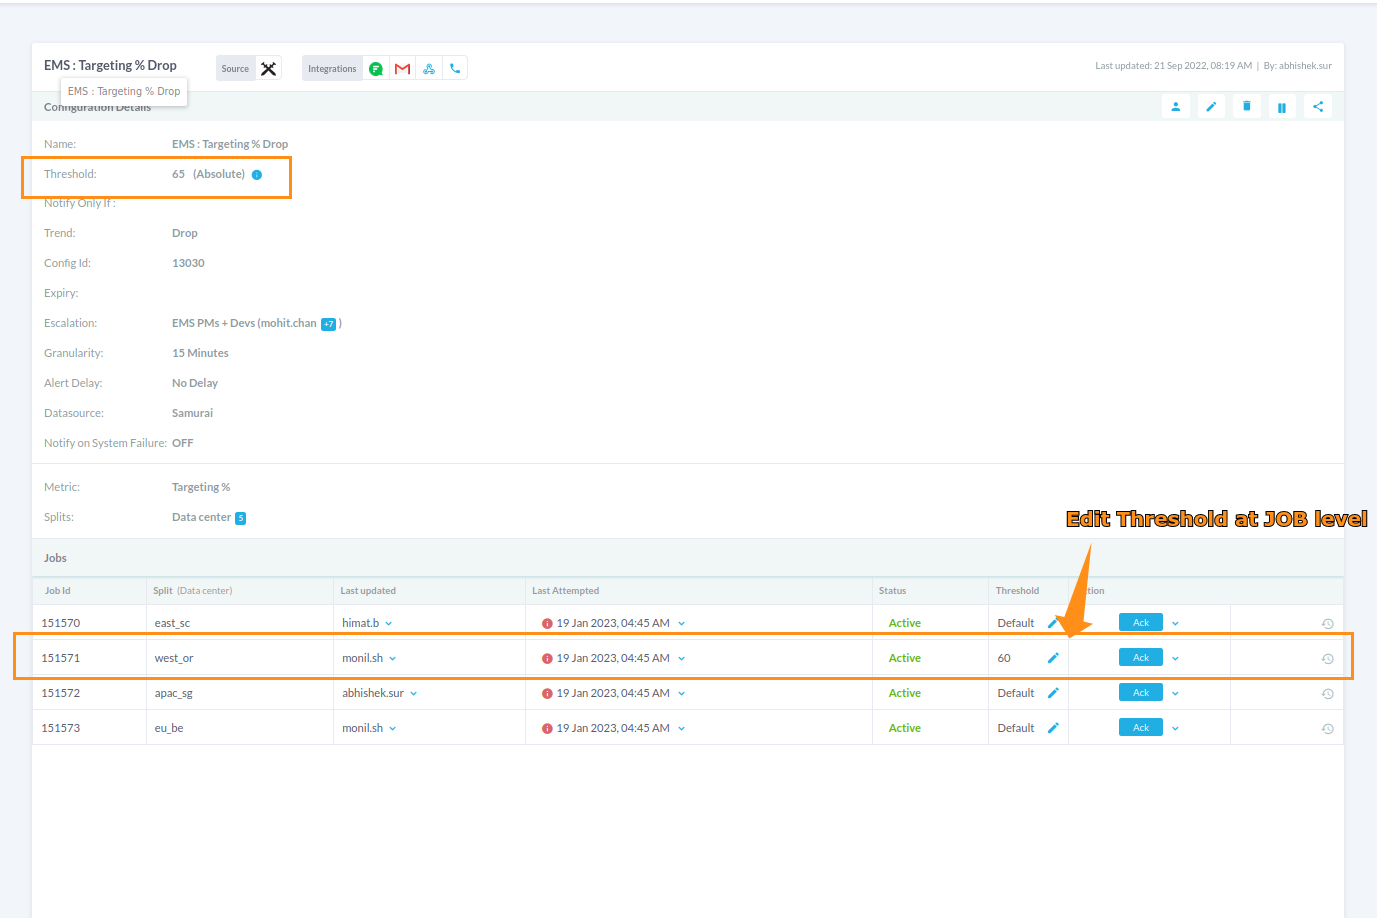 EMS : Targeting % Drop Source Integrations Last updated: 21 Sep 2022, 08:19 AM | By: abhishek.sur
EMS : Targeting % Drop
Configuration Details
Name: EMS : Targeting % Drop
Threshold: 65 (Absolute)
Notify Only If :
Trend: Drop
Config Id: 13030
Expiry:
Escalation: EMS PMs + Devs (mohit.chan +7 )
Granularity: 15 Minutes
Alert Delay: No Delay
Datasource: Samurai
Notify on System Failure: OFF
Metric: Targeting %
Splits: Data center 5
Edit Threshold at JOB level
Jobs
Job Id Split (Data center) Last updated Last Attempted Status Threshold tion
151570 east_sc himat.b 19 Jan 2023, 04:45 AM Active Default Ack
151571 west_or monil.sh 19 Jan 2023, 04:45 AM Active 60 Ack
151572 apac_sg abhishek.sur 19 Jan 2023, 04:45 AM Active Default Ack
151573 eu_be monil.sh 19 Jan 2023, 04:45 AM Active Default Ack